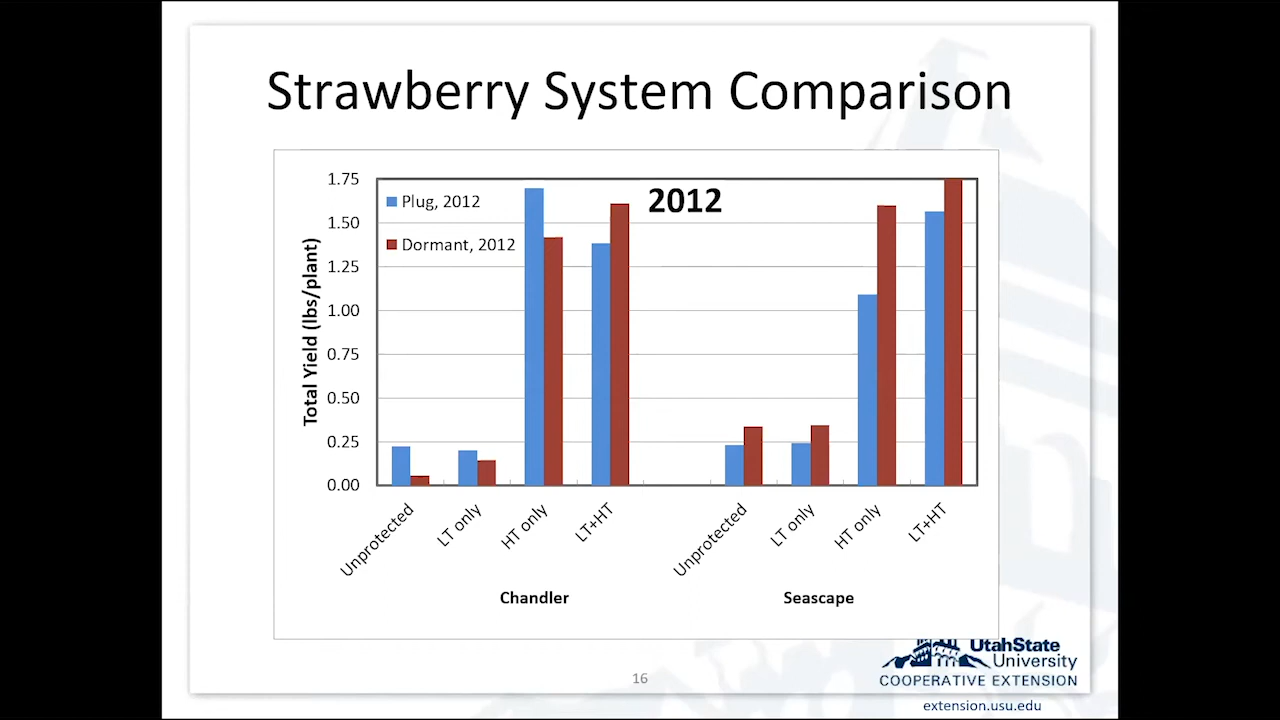 Strawberry System Comparison
2012
Plug, 2012
Dormant, 2012
Total Yield (lbs/plant)
1.75
1.50
1.25
1.00
0.75
0.50
0.25
0.00
Unprotected
LT only
HT only
LT+HT
Unprotected
LT only
HT only
LT+HT
Chandler
Seascape
16
UtahState
University
COOPERATIVE EXTENSION
extension.usu.edu